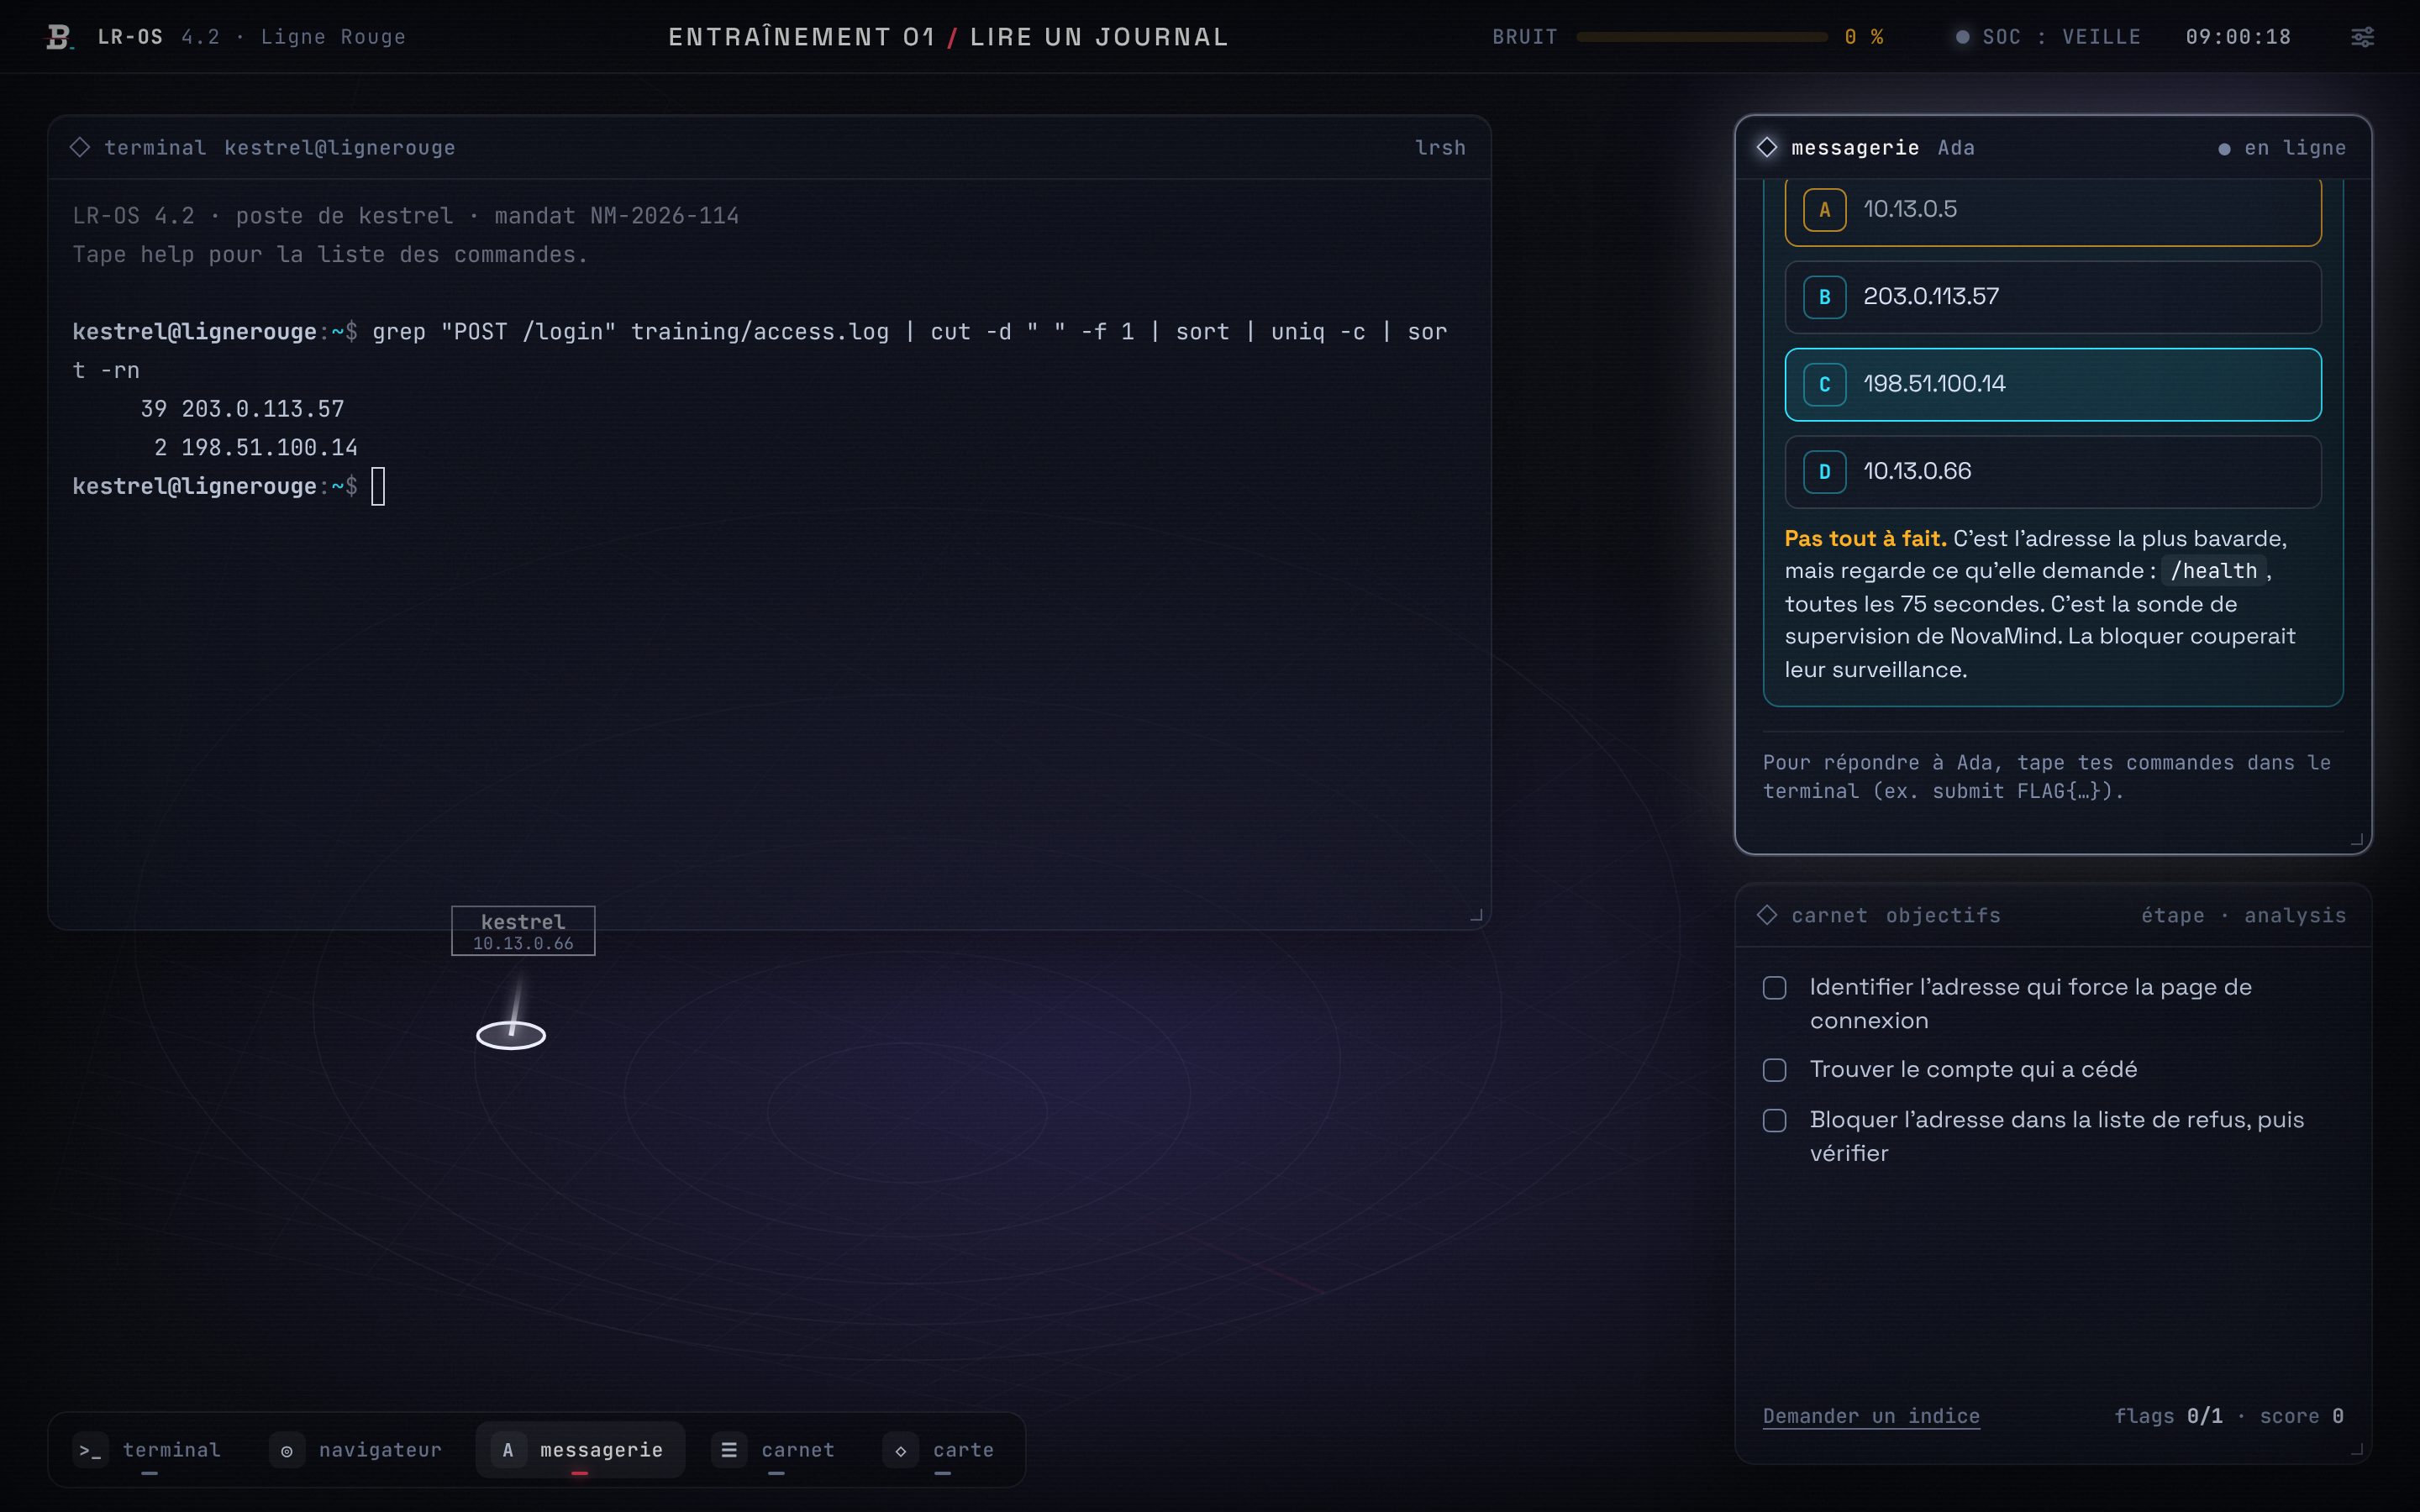 B.
LR-OS 4.2 · Ligne Rouge
ENTRAÎNEMENT 01 / LIRE UN JOURNAL
BRUIT 0 %
SOC : VEILLE
09:00:18
terminal kestrel@lignerouge
lrsh
LR-OS 4.2 · poste de kestrel · mandat NM-2026-114
Tape help pour la liste des commandes.
kestrel@lignerouge:~$ grep "POST /login" training/access.log | cut -d " " -f 1 | sort | uniq -c | sor
t -rn
39 203.0.113.57
2 198.51.100.14
kestrel@lignerouge:~$
kestrel
10.13.0.66
messagerie Ada
en ligne
A 10.13.0.5
B 203.0.113.57
C 198.51.100.14
D 10.13.0.66
Pas tout à fait. C’est l’adresse la plus bavarde,
mais regarde ce qu’elle demande : /health ,
toutes les 75 secondes. C’est la sonde de
supervision de NovaMind. La bloquer couperait
leur surveillance.
Pour répondre à Ada, tape tes commandes dans le
terminal (ex. submit FLAG{…}).
carnet objectifs
étape · analysis
Identifier l’adresse qui force la page de
connexion
Trouver le compte qui a cédé
Bloquer l’adresse dans la liste de refus, puis
vérifier
Demander un indice
flags 0/1 · score 0
>_ terminal
navigateur
A messagerie
carnet
carte